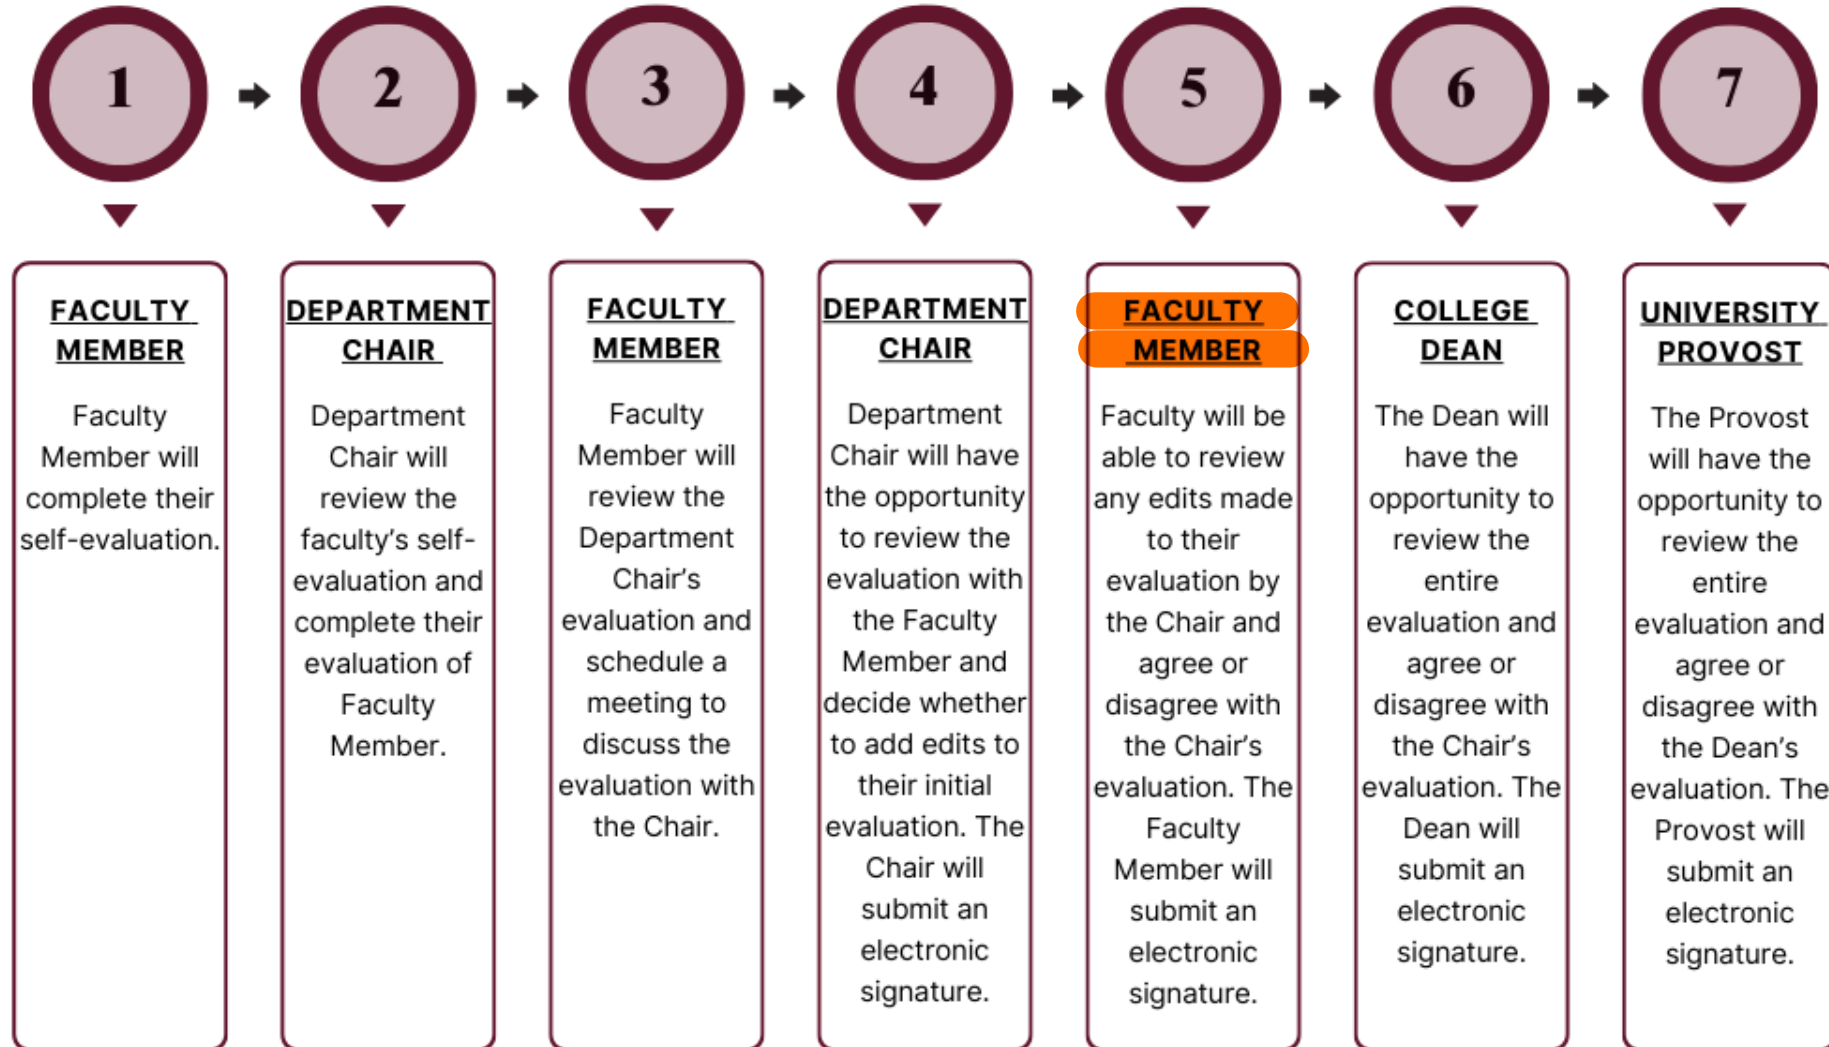 1
2
3
4
5
6
7
FACULTY
MEMBER
Faculty
Member will
complete their
self-evaluation.
DEPARTMENT
CHAIR
Department
Chair will
review the
faculty's self-
evaluation and
complete their
evaluation of
Faculty
Member.
FACULTY
MEMBER
Faculty
Member will
review the
Department
Chair's
evaluation and
schedule a
meeting to
discuss the
evaluation with
the Chair.
DEPARTMENT
CHAIR
Department
Chair will have
the opportunity
to review the
evaluation with
the Faculty
Member and
decide whether
to add edits to
their initial
evaluation. The
Chair will
submit an
electronic
signature.
FACULTY
MEMBER
Faculty will be
able to review
any edits made
to their
evaluation by
the Chair and
agree or
disagree with
the Chair's
evaluation. The
Faculty
Member will
submit an
electronic
signature.
COLLEGE
DEAN
The Dean will
have the
opportunity to
review the
entire
evaluation and
agree or
disagree with
the Chair's
evaluation. The
Dean will
submit an
electronic
signature.
UNIVERSITY
PROVOST
The Provost
will have the
opportunity to
review the
entire
evaluation and
agree or
disagree with
the Dean's
evaluation. The
Provost will
submit an
electronic
signature.